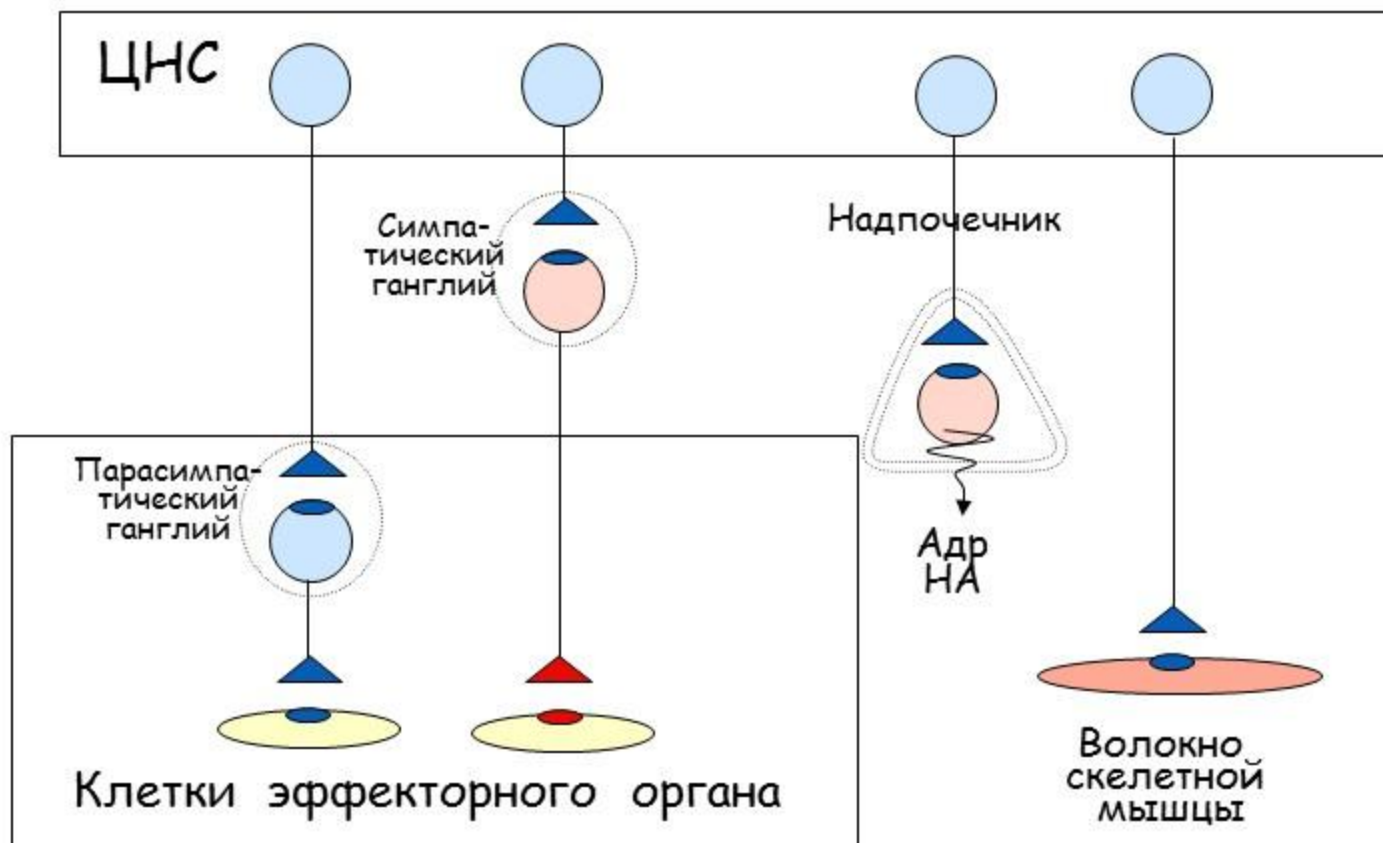 ЦНС
Симпа-
тический
ганглий
Надпочечник
Парасимпа-
тический
ганглий
Адр
НА
Клетки эффекторного органа
Волокно
скелетной
мышцы